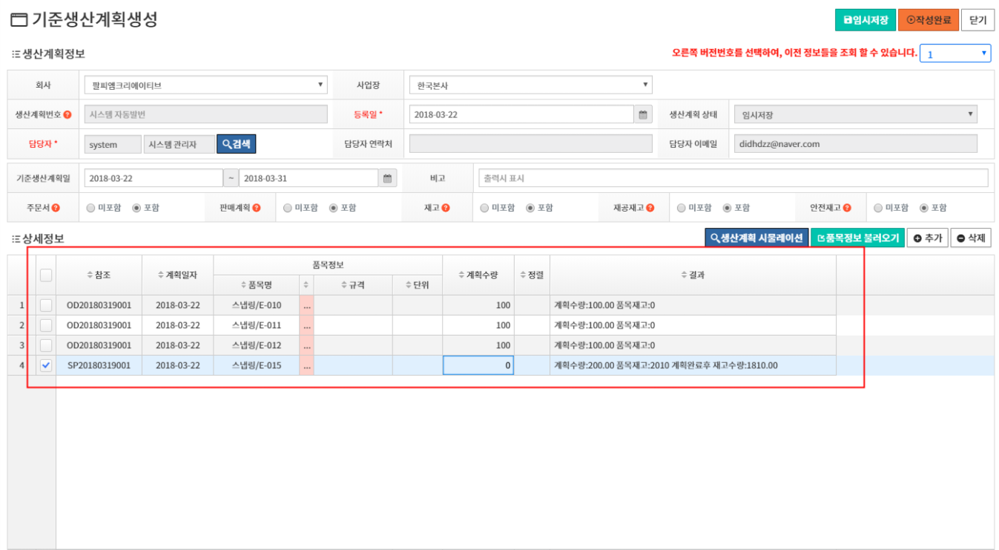 기준생산계획생성
임시저장 작성완료 닫기
생산계획정보
오른쪽 버전번호를 선택하여, 이전 정보들을 조회 할 수 있습니다. 1
회사 팔피엠크리에이티브 사업장 한국본사
생산계획번호 시스템 자동발번 등록일 * 2018-03-22 생산계획 상태 임시저장
담당자 * system 시스템 관리자 검색 담당자 연락처 담당자 이메일 didhdzz@naver.com
기준생산계획일 2018-03-22 ~ 2018-03-31 비고 출력시 표시
주문서 미포함 포함 판매계획 미포함 포함 재고 미포함 포함 재공재고 미포함 포함 안전재고 미포함 포함
상세정보
생산계획 시뮬레이션 품목정보 불러오기 추가 삭제
참조 계획일자 품목정보 계획수량 정렬 결과
품목명 규격 단위
1 OD20180319001 2018-03-22 스냅링/E-010 ... 100 계획수량:100.00 품목재고:0
2 OD20180319001 2018-03-22 스냅링/E-011 ... 100 계획수량:100.00 품목재고:0
3 OD20180319001 2018-03-22 스냅링/E-012 ... 100 계획수량:100.00 품목재고:0
4 SP20180319001 2018-03-22 스냅링/E-015 ... 0 계획수량:200.00 품목재고:2010 계획완료후 재고수량:1810.00